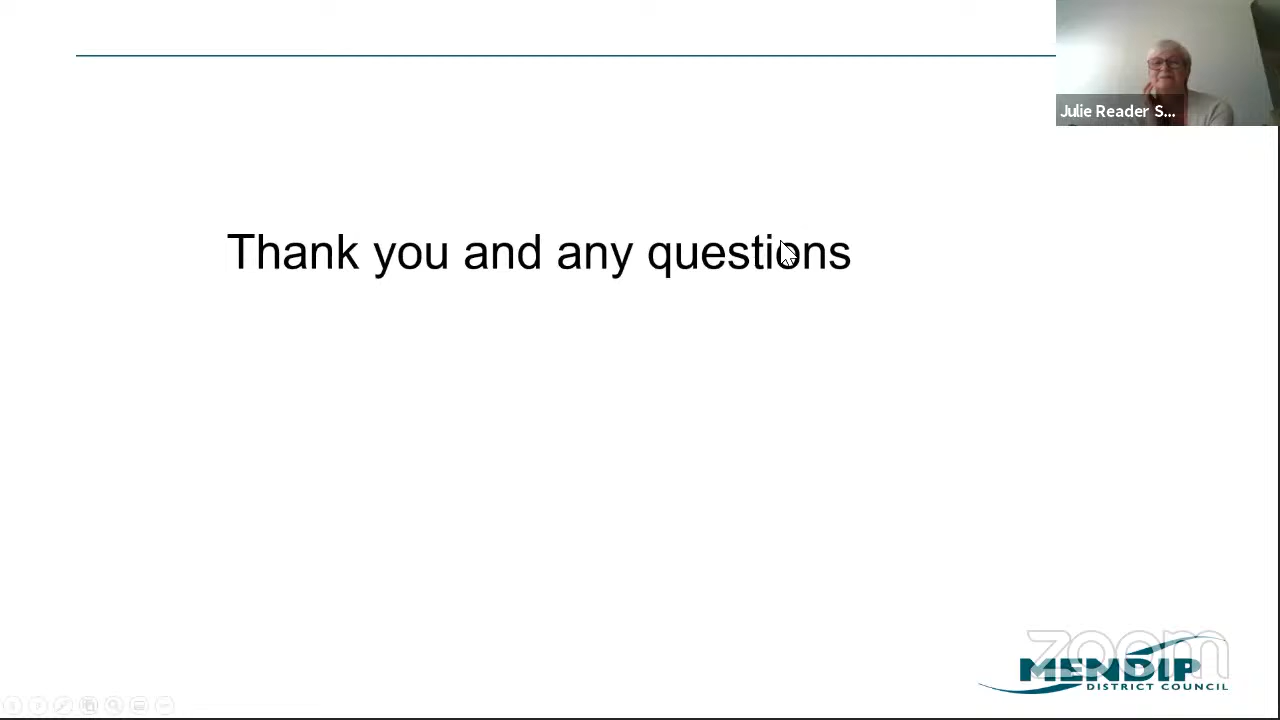 Julie Reader S...
Thank you and any questions
zoom
MENDIP
DISTRICT COUNCIL